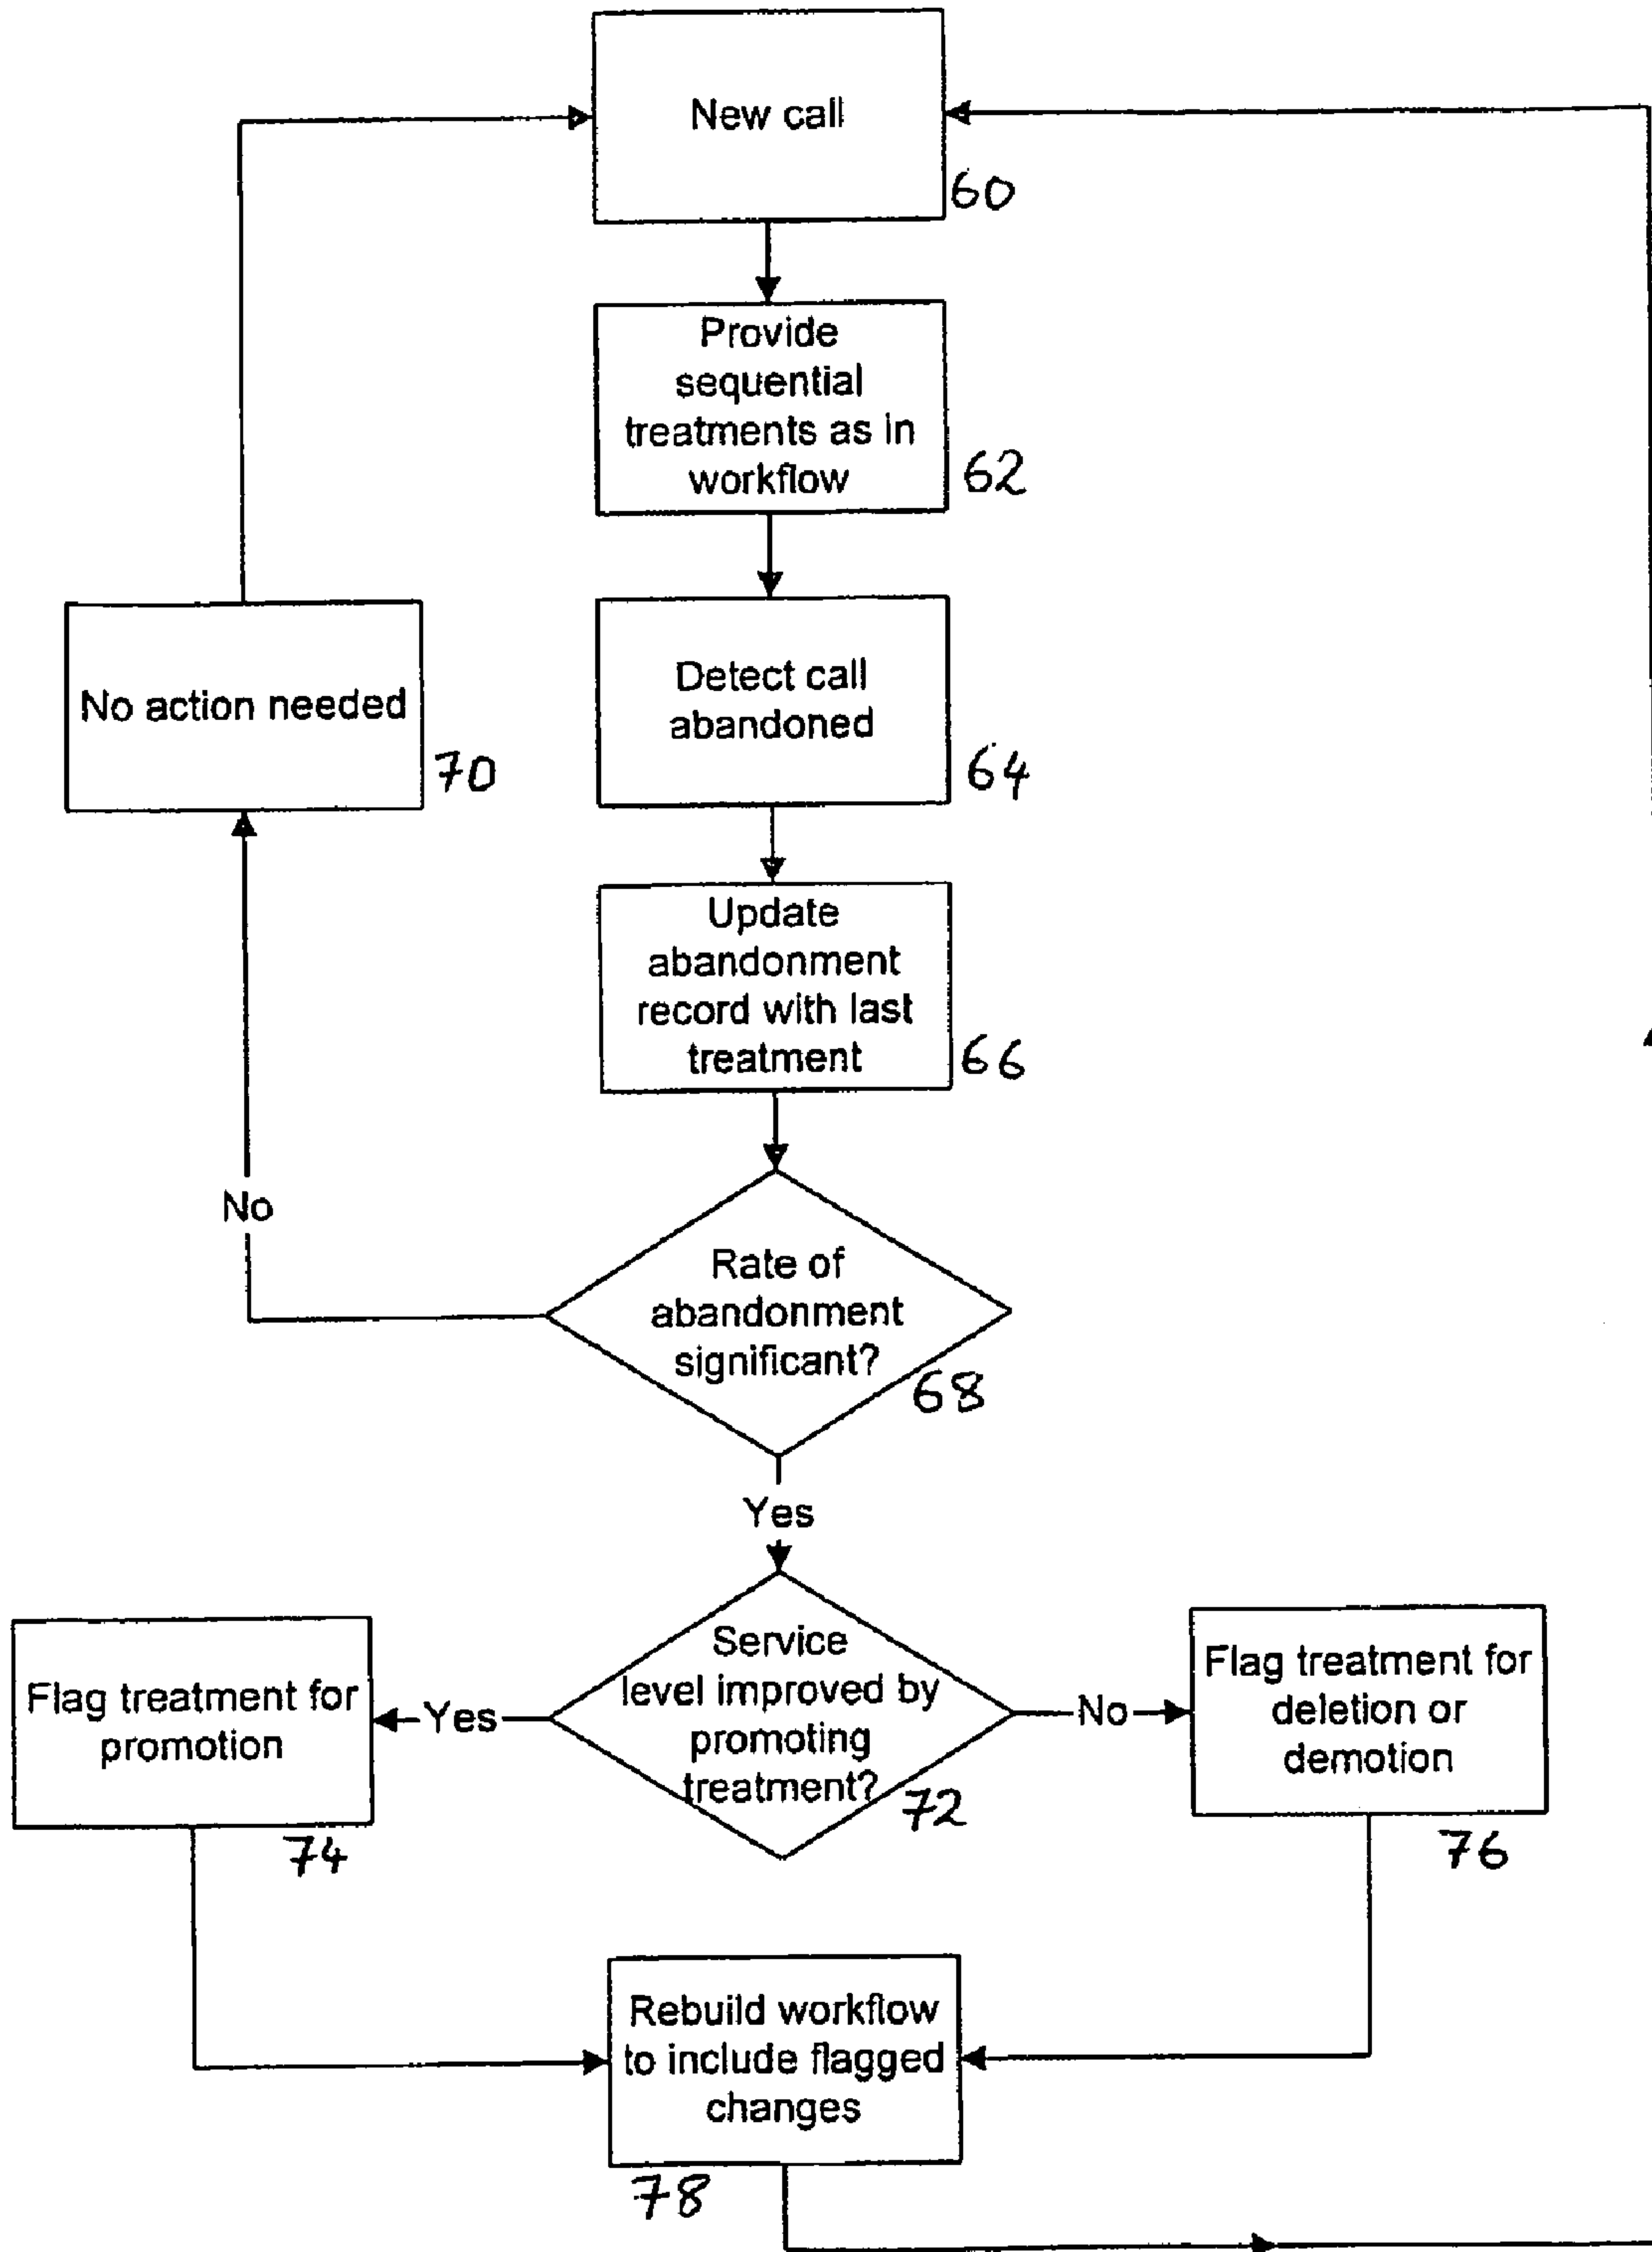 New call
60
Provide
sequential
treatments as in
workflow
62
Detect call
abandoned
64
No action needed
70
Update
abandonment
record with last
treatment
66
No
Rate of
abandonment
significant?
68
Yes
Service
level improved by
promoting
treatment?
72
Yes
No
Flag treatment for
promotion
74
Flag treatment for
deletion or
demotion
76
Rebuild workflow
to include flagged
changes
78